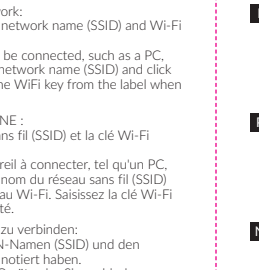 ork:
network name (SSID) and Wi-Fi
be connected, such as a PC,
network name (SSID) and click
he WiFi key from the label when
NE :
ns fil (SSID) et la clé Wi-Fi
reil à connecter, tel qu'un PC,
nom du réseau sans fil (SSID)
au Wi-Fi. Saisissez la clé Wi-Fi
té.
zu verbinden:
N-Namen (SSID) und den
notiert haben.